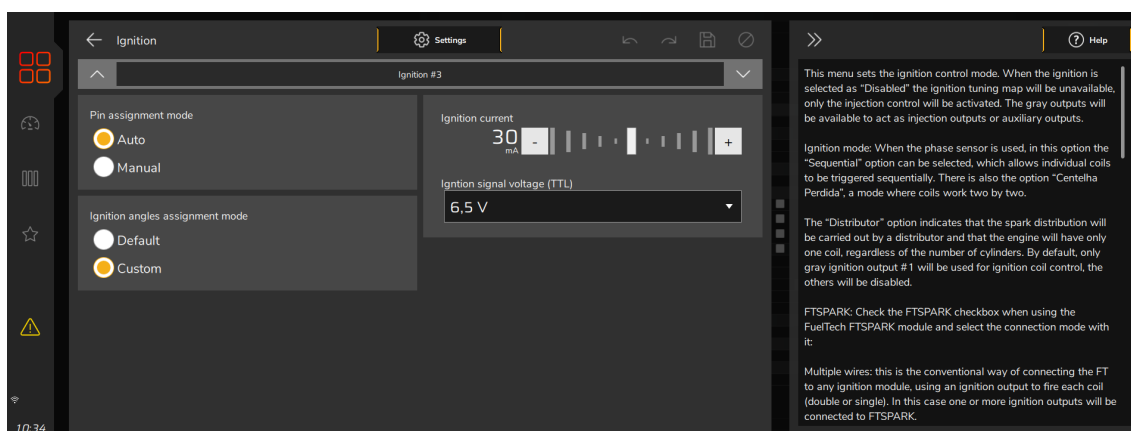 Ignition
Settings
Ignition #3
Pin assignment mode
Auto
Manual
Ignition angles assignment mode
Default
Custom
Ignition current
30
mA
-
+
Igntion signal voltage (TTL)
6,5 V
10:34
Help
This menu sets the ignition control mode. When the ignition is
selected as “Disabled” the ignition tuning map will be unavailable,
only the injection control will be activated. The gray outputs will
be available to act as injection outputs or auxiliary outputs.
Ignition mode: When the phase sensor is used, in this option the
“Sequential” option can be selected, which allows individual coils
to be triggered sequentially. There is also the option “Centelha
Perdida”, a mode where coils work two by two.
The “Distributor” option indicates that the spark distribution will
be carried out by a distributor and that the engine will have only
one coil, regardless of the number of cylinders. By default, only
gray ignition output #1 will be used for ignition coil control, the
others will be disabled.
FTSPARK: Check the FTSPARK checkbox when using the
FuelTech FTSPARK module and select the connection mode with
it:
Multiple wires: this is the conventional way of connecting the FT
to any ignition module, using an ignition output to fire each coil
(double or single). In this case one or more ignition outputs will be
connected to FTSPARK.